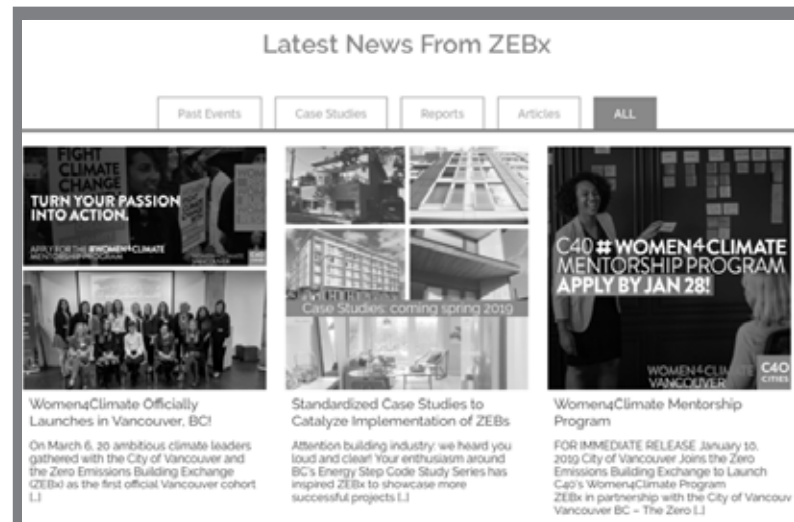 Latest News From ZEBx
Past Events
Case Studies
Reports
Articles
ALL
FIGHT
CLIMATE
CHANGE
TURN YOUR PASSION
INTO ACTION.
APPLY FOR THE #WOMEN4CLIMATE
MENTORSHIP PROGRAM
VANCOUVER
C40
CITIES
Women4Climate Officially
Launches in Vancouver, BC!
On March 6, 20 ambitious climate leaders
gathered with the City of Vancouver and
the Zero Emissions Building Exchange
(ZEBx) as the first official Vancouver cohort
[...]
Case Studies: coming spring 2019
Standardized Case Studies to
Catalyze Implementation of ZEBs
Attention building industry: we heard you
loud and clear! Your enthusiasm around
BC's Energy Step Code Study Series has
inspired ZEBx to showcase more
successful projects [...]
C40 #WOMEN4CLIMATE
MENTORSHIP PROGRAM
APPLY BY JAN 28!
WOMEN4CLIMATE
VANCOUVER
C40
CITIES
Women4Climate Mentorship
Program
FOR IMMEDIATE RELEASE January 10,
2019 City of Vancouver Joins the Zero
Emissions Building Exchange to Launch
C40's Women4Climate Program
ZEBx in partnership with the City of Vancouv
Vancouver BC – The Zero [...]